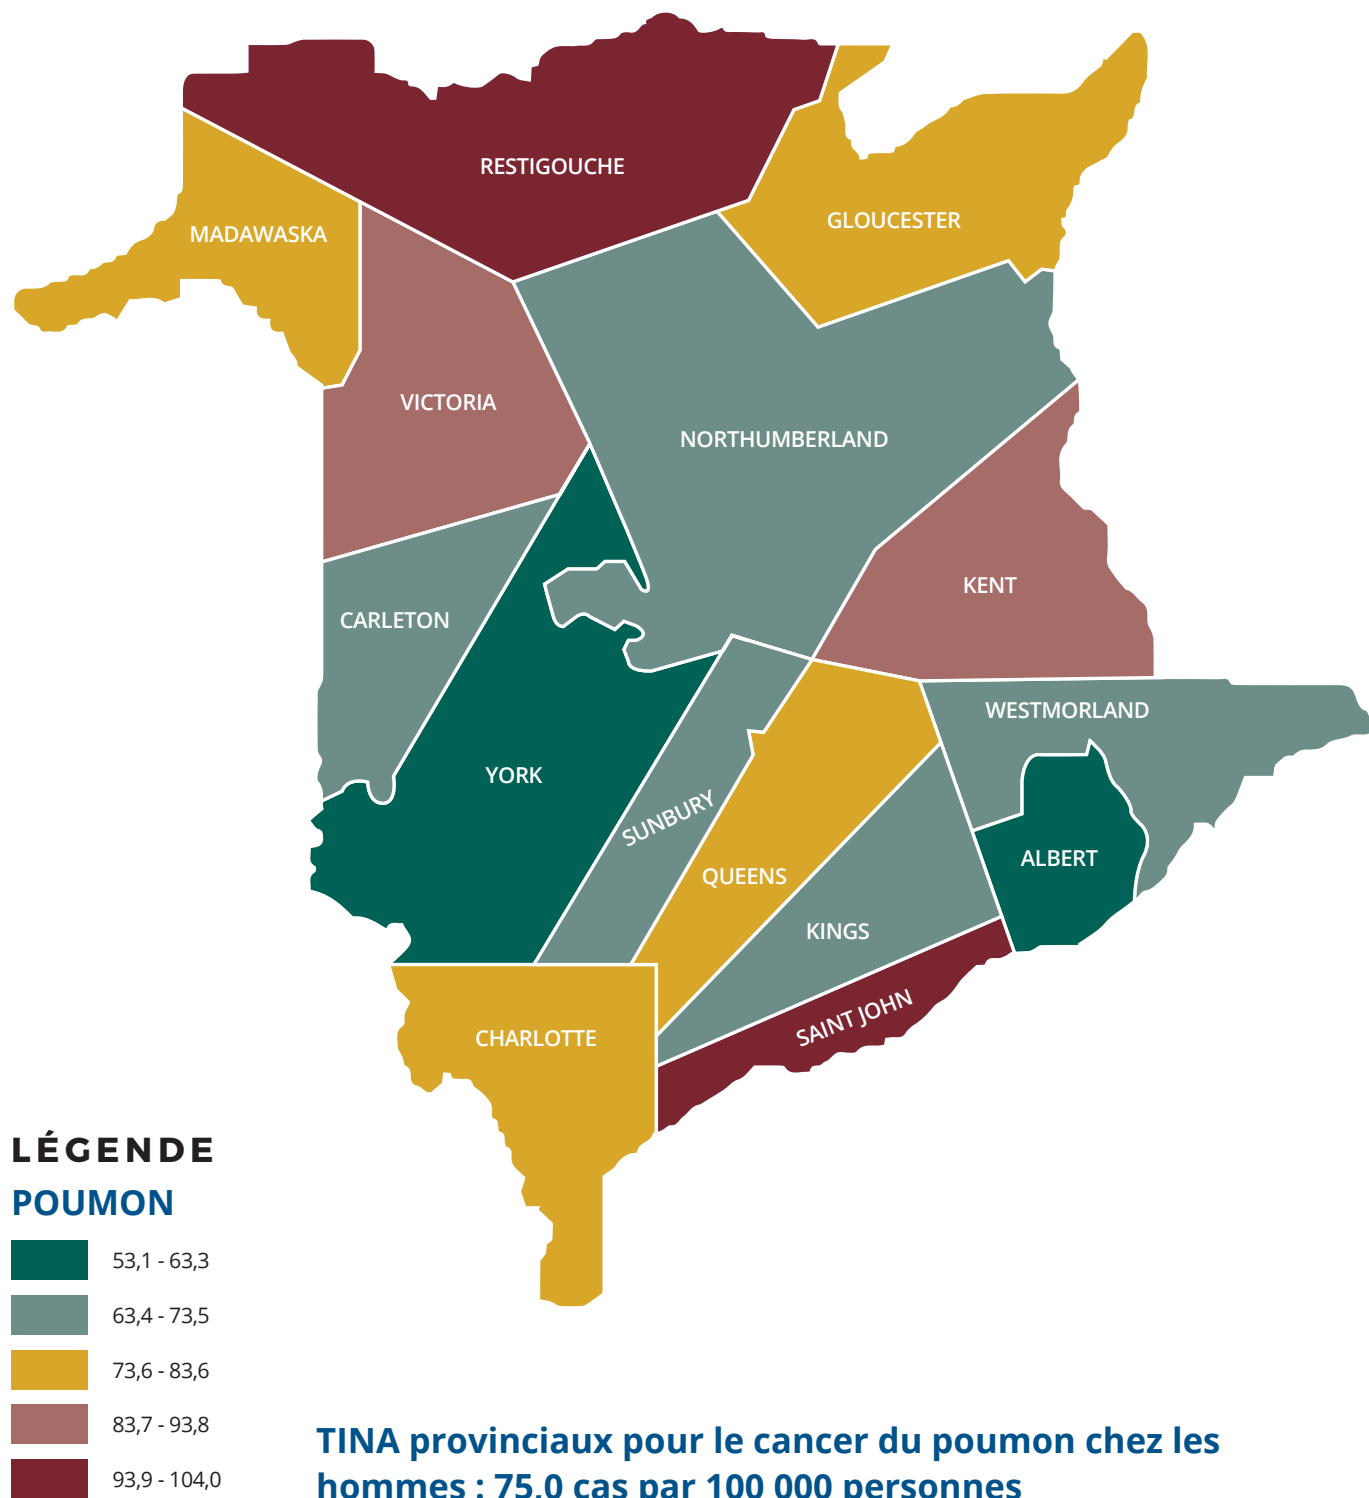 RESTIGOUCHE
GLOUCESTER
MADAWASKA
VICTORIA
NORTHUMBERLAND
KENT
CARLETON
WESTMORLAND
YORK
SUNBURY
ALBERT
QUEENS
KINGS
SAINT JOHN
CHARLOTTE
LÉGENDE
POUMON
53,1 - 63,3
63,4 - 73,5
73,6 - 83,6
83,7 - 93,8
93,9 - 104,0
TINA provinciaux pour le cancer du poumon chez les
hommes : 75,0 cas par 100 000 personnes